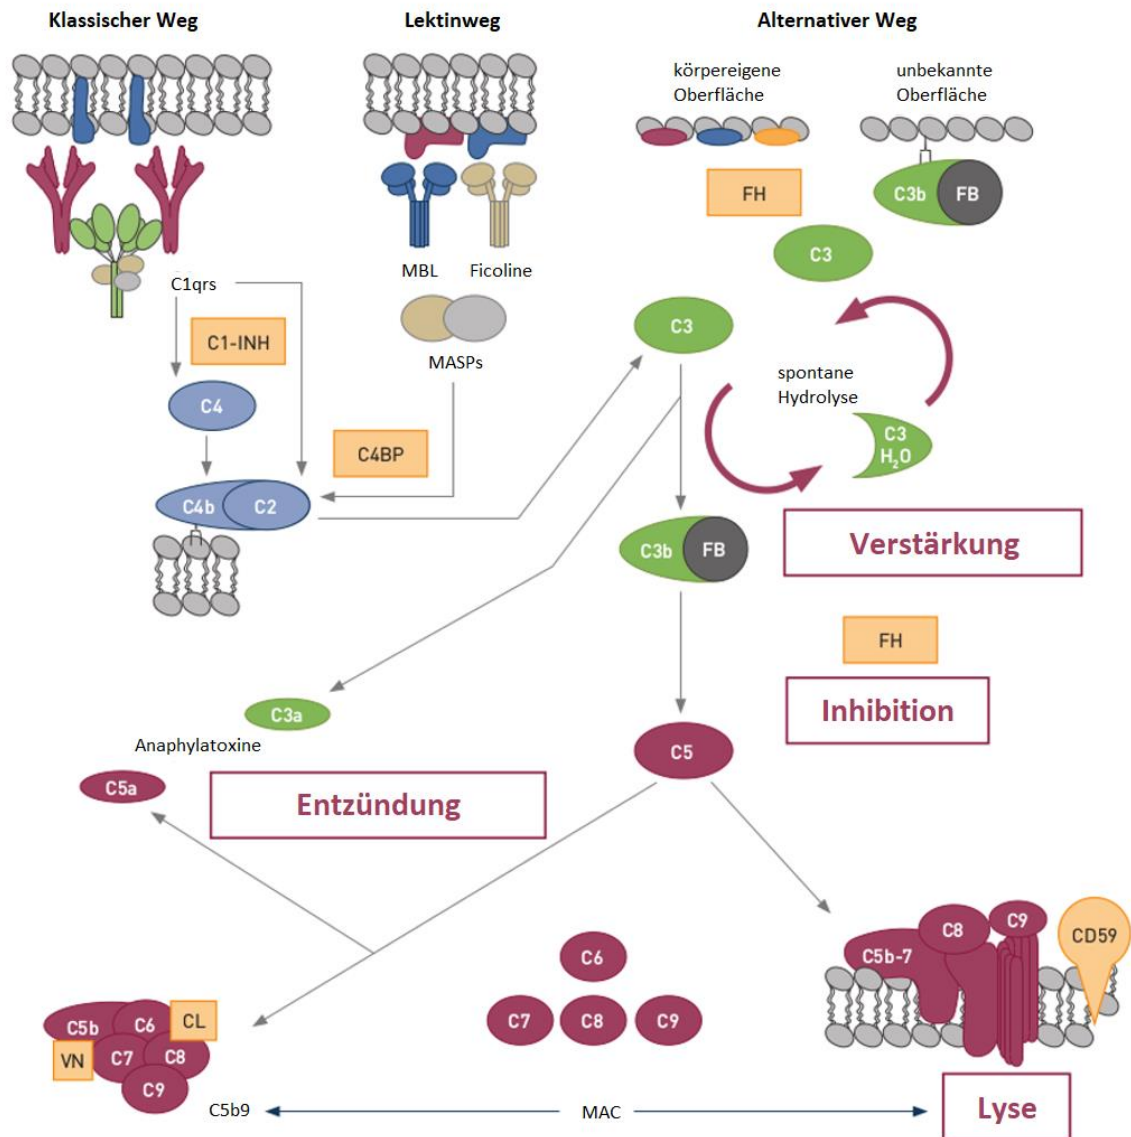 Klassischer Weg
Lektinweg
Alternativer Weg
körpereigene
Oberfläche
unbekannte
Oberfläche
FH
C3b
FB
C3
MBL
Ficoline
C1qrs
C1-INH
MASPs
C3
spontane
Hydrolyse
C4
C3
H₂O
C4BP
C4b
C2
C3b
FB
Verstärkung
FH
Inhibition
C3a
Anaphylatoxine
C5
C5a
Entzündung
C6
C7
C8
C9
C5b-7
C8
C9
CD59
C5b
C6
CL
VN
C7
C8
C9
C5b9
MAC
Lyse